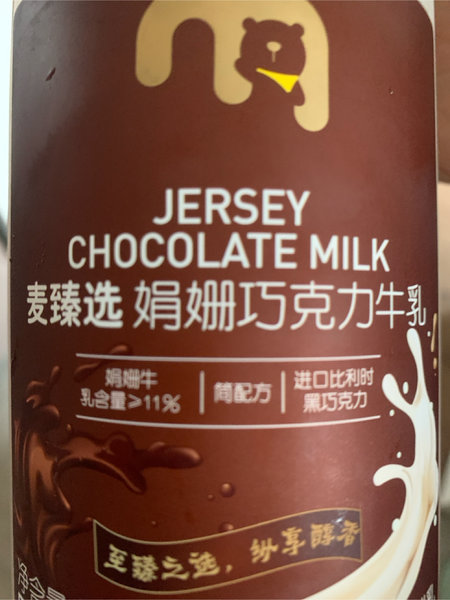 JERSEY
CHOCOLATE MILK
麦臻选 娟姗巧克力牛乳
娟姗牛
乳含量≥11%
简配方
进口比利时
黑巧克力
至臻之选，纷享醇香